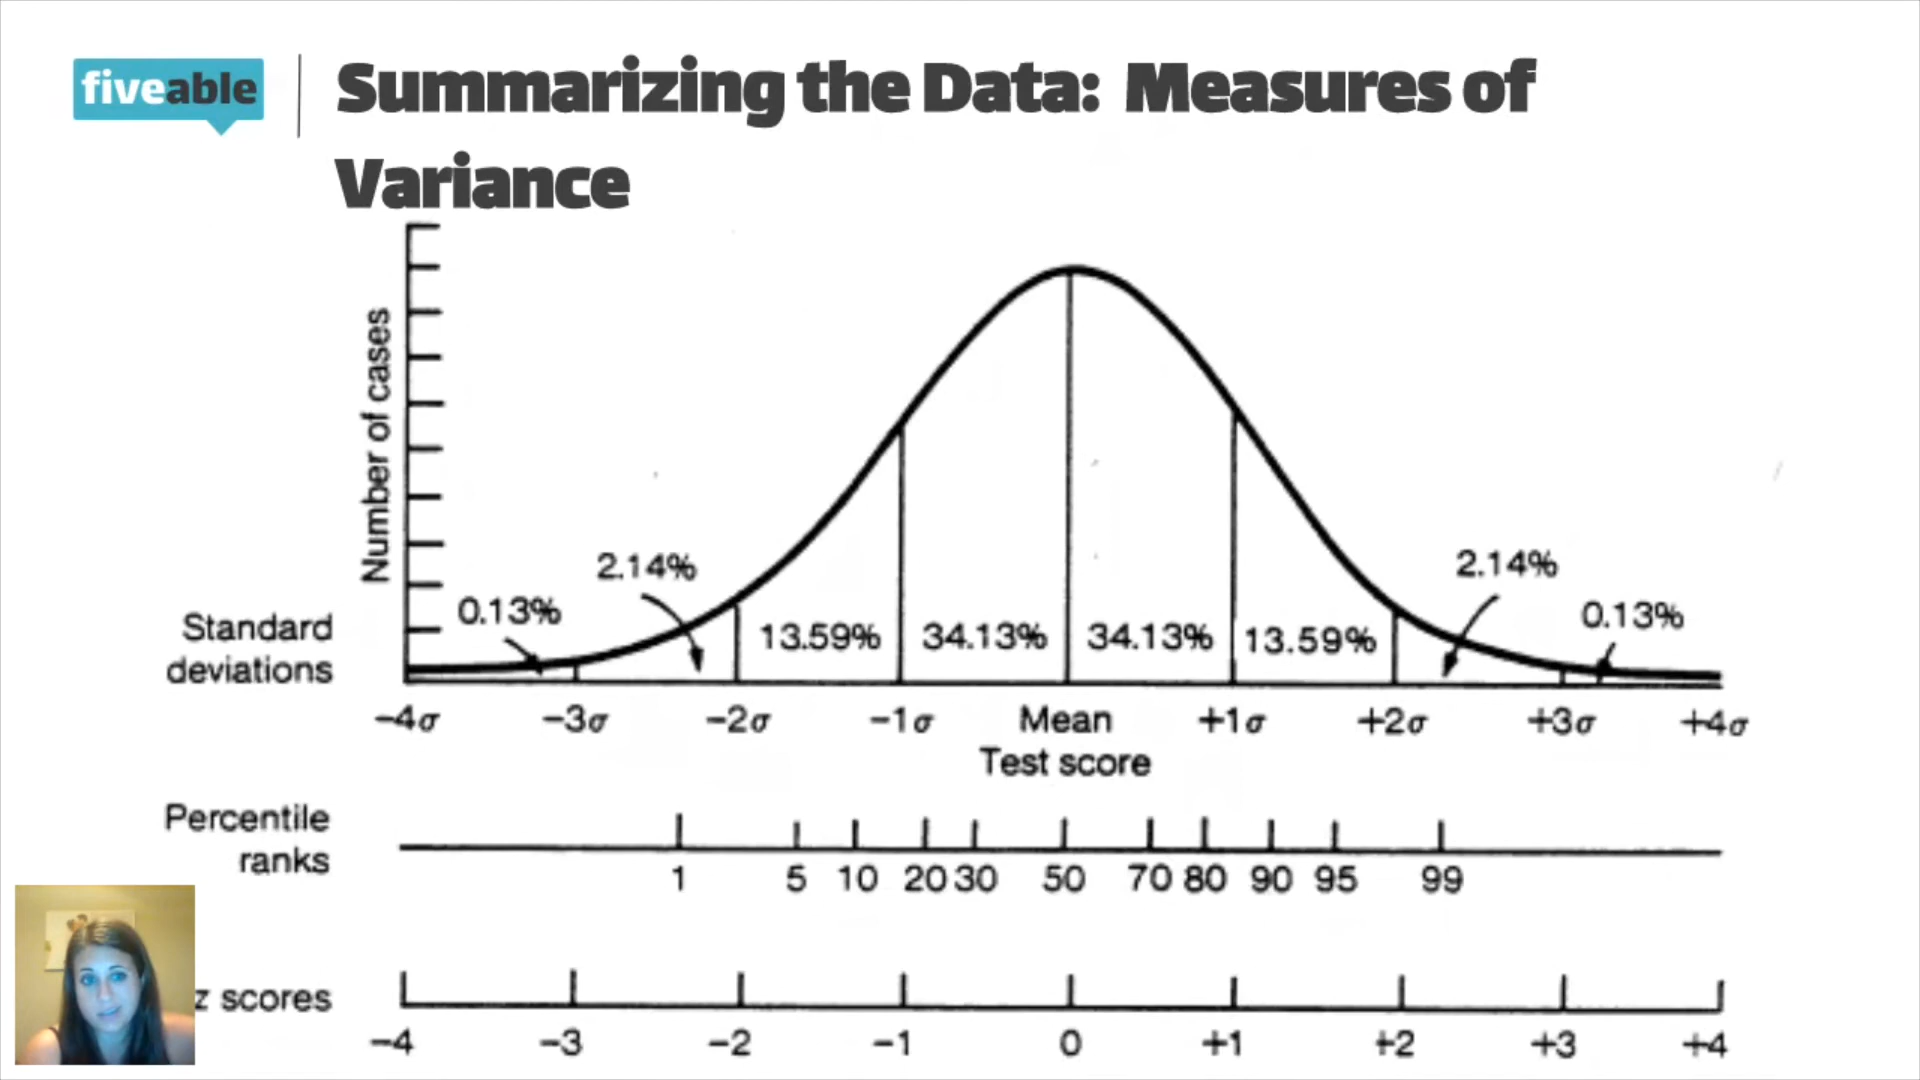 fiveable
Summarizing the Data: Measures of
Variance
Number of cases
0.13%
2.14%
13.59%
34.13%
34.13%
13.59%
2.14%
0.13%
Standard
deviations
−4σ −3σ −2σ −1σ Mean +1σ +2σ +3σ +4σ
Test score
Percentile
ranks
1 5 10 20 30 50 70 80 90 95 99
z scores
−4 −3 −2 −1 0 +1 +2 +3 +4